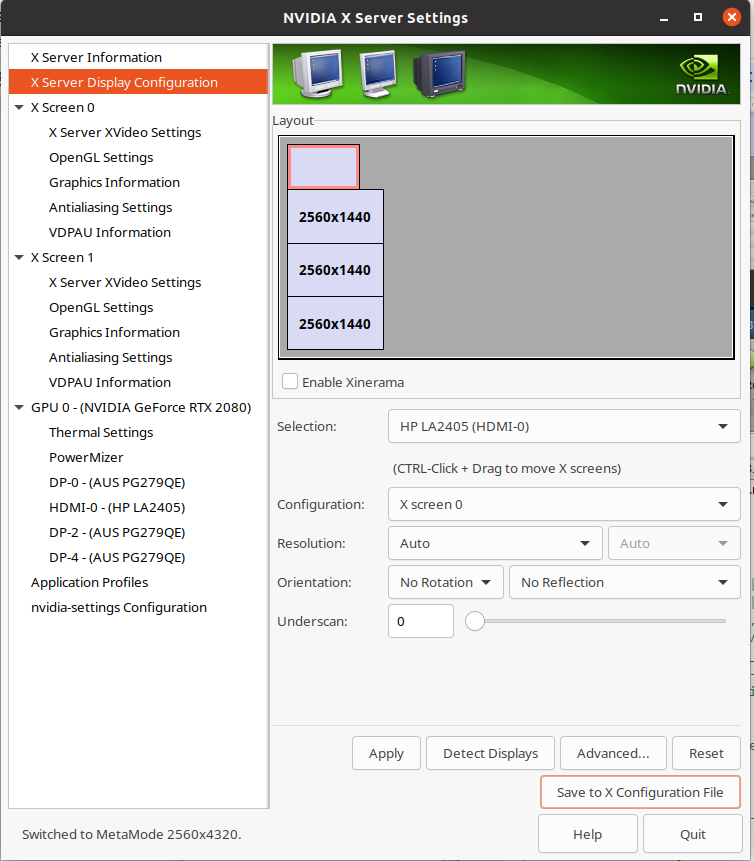 NVIDIA X Server Settings
X Server Information
X Server Display Configuration
X Screen 0
X Server XVideo Settings
OpenGL Settings
Graphics Information
Antialiasing Settings
VDPAU Information
X Screen 1
X Server XVideo Settings
OpenGL Settings
Graphics Information
Antialiasing Settings
VDPAU Information
GPU 0 - (NVIDIA GeForce RTX 2080)
Thermal Settings
PowerMizer
DP-0 - (AUS PG279QE)
HDMI-0 - (HP LA2405)
DP-2 - (AUS PG279QE)
DP-4 - (AUS PG279QE)
Application Profiles
nvidia-settings Configuration
NVIDIA.
Layout
2560x1440
2560x1440
2560x1440
Enable Xinerama
Selection: HP LA2405 (HDMI-0)
(CTRL-Click + Drag to move X screens)
Configuration: X screen 0
Resolution: Auto Auto
Orientation: No Rotation No Reflection
Underscan: 0
Apply Detect Displays Advanced... Reset
Save to X Configuration File
Switched to MetaMode 2560x4320. Help Quit